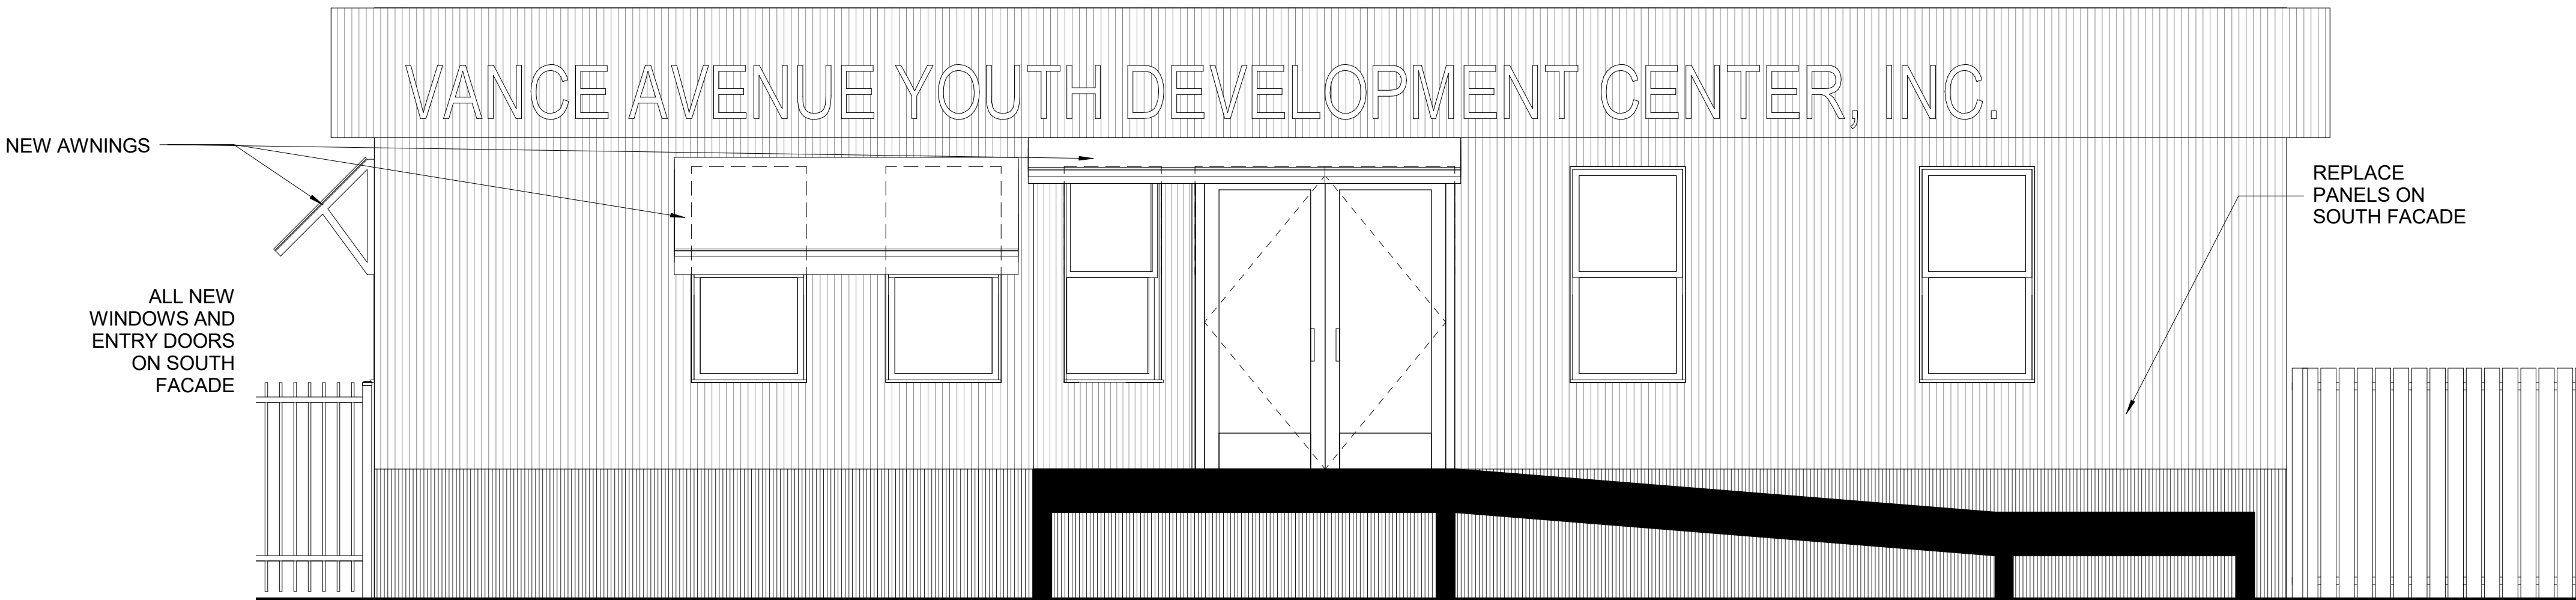 VANCE AVENUE YOUTH DEVELOPMENT CENTER, INC.
NEW AWNINGS
REPLACE
PANELS ON
SOUTH FACADE
ALL NEW
WINDOWS AND
ENTRY DOORS
ON SOUTH
FACADE